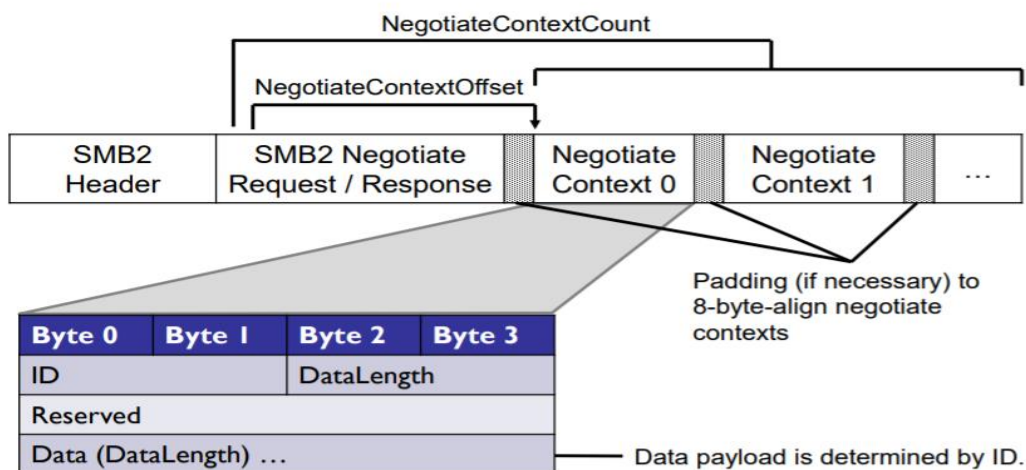 NegotiateContextCount
NegotiateContextOffset
SMB2
Header
SMB2 Negotiate
Request / Response
Negotiate
Context 0
Negotiate
Context 1
...
Padding (if necessary) to
8-byte-align negotiate
contexts
Byte 0 Byte 1 Byte 2 Byte 3
ID DataLength
Reserved
Data (DataLength) ...
Data payload is determined by ID.